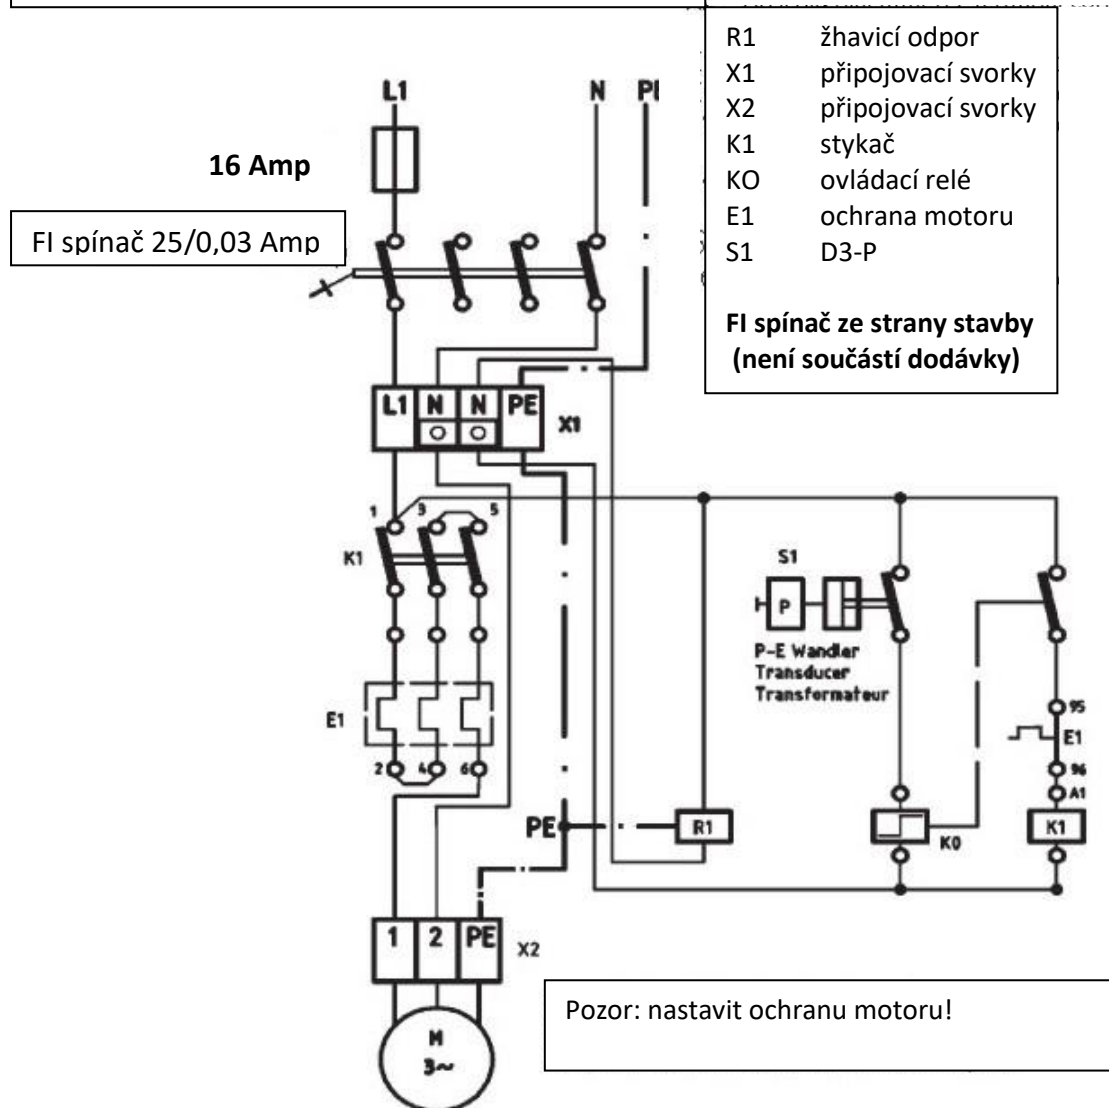 R1 žhavicí odpor
X1 připojovací svorky
X2 připojovací svorky
K1 stykač
KO ovládací relé
E1 ochrana motoru
S1 D3-P
FI spínač ze strany stavby
(není součástí dodávky)
L1 N
16 Amp
FI spínač 25/0,03 Amp
L1 N N PE
X1
1 3 5
K1
S1
P
P-E Wandler
Transducer
Transformateur
E1
2 4 6
95
E1
96
A1
PE
R1
K0
K1
1 2 PE
X2
M
3~
Pozor: nastavit ochranu motoru!